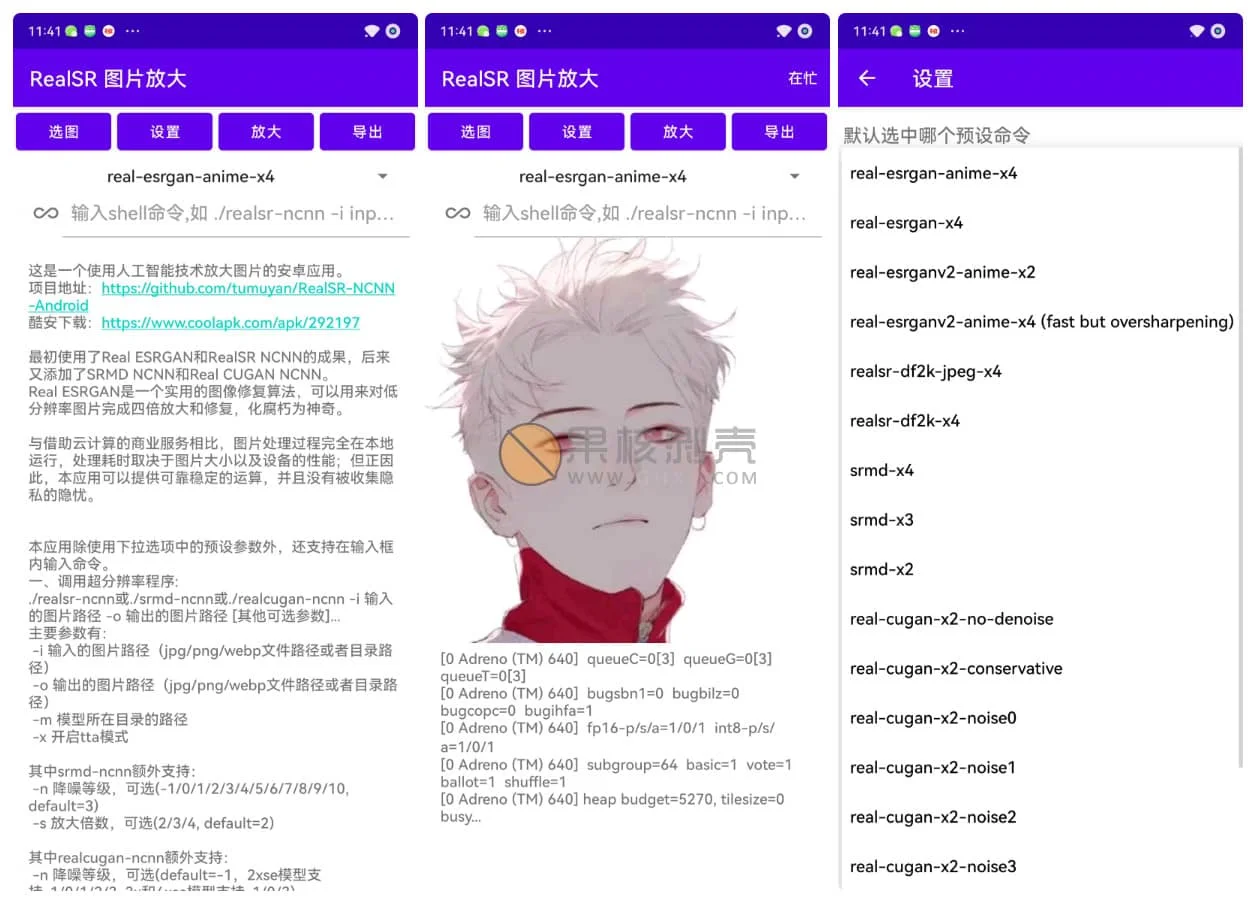 11:41
RealSR 图片放大
选图
设置
放大
导出
real-esrgan-anime-x4
输入shell命令,如 ./realsr-ncnn -i inp...
这是一个使用人工智能技术放大图片的安卓应用。
项目地址：https://github.com/tumuyan/RealSR-NCNN
-Android
酷安下载：https://www.coolapk.com/apk/292197
最初使用了Real ESRGAN和RealSR NCNN的成果，后来
又添加了SRMD NCNN和Real CUGAN NCNN。
Real ESRGAN是一个实用的图像修复算法，可以用来对低
分辨率图片完成四倍放大和修复，化腐朽为神奇。
与借助云计算的商业服务相比，图片处理过程完全在本地
运行，处理耗时取决于图片大小以及设备的性能；但正因
此，本应用可以提供可靠稳定的运算，并且没有被收集隐
私的隐忧。
本应用除使用下拉选项中的预设参数外，还支持在输入框
内输入命令。
一、调用超分辨率程序:
./realsr-ncnn或./srmd-ncnn或./realcugan-ncnn -i 输入
的图片路径 -o 输出的图片路径 [其他可选参数]...
主要参数有:
-i 输入的图片路径（jpg/png/webp文件路径或者目录路
径）
-o 输出的图片路径（jpg/png/webp文件路径或者目录路
径）
-m 模型所在目录的路径
-x 开启tta模式
其中srmd-ncnn额外支持：
-n 降噪等级，可选(-1/0/1/2/3/4/5/6/7/8/9/10,
default=3)
-s 放大倍数，可选(2/3/4, default=2)
其中realcugan-ncnn额外支持：
-n 降噪等级，可选(default=-1，2xse模型支
11:41
RealSR 图片放大
在忙
选图
设置
放大
导出
real-esrgan-anime-x4
输入shell命令,如 ./realsr-ncnn -i inp...
果核剥壳
[0 Adreno (TM) 640] queueC=0[3] queueG=0[3]
queueT=0[3]
[0 Adreno (TM) 640] bugsbn1=0 bugbilz=0
bugcopc=0 bugihfa=1
[0 Adreno (TM) 640] fp16-p/s/a=1/0/1 int8-p/s/
a=1/0/1
[0 Adreno (TM) 640] subgroup=64 basic=1 vote=1
ballot=1 shuffle=1
[0 Adreno (TM) 640] heap budget=5270, tilesize=0
busy...
11:41
设置
默认选中哪个预设命令
real-esrgan-anime-x4
real-esrgan-x4
real-esrganv2-anime-x2
real-esrganv2-anime-x4 (fast but oversharpening)
realsr-df2k-jpeg-x4
realsr-df2k-x4
srmd-x4
srmd-x3
srmd-x2
real-cugan-x2-no-denoise
real-cugan-x2-conservative
real-cugan-x2-noise0
real-cugan-x2-noise1
real-cugan-x2-noise2
real-cugan-x2-noise3